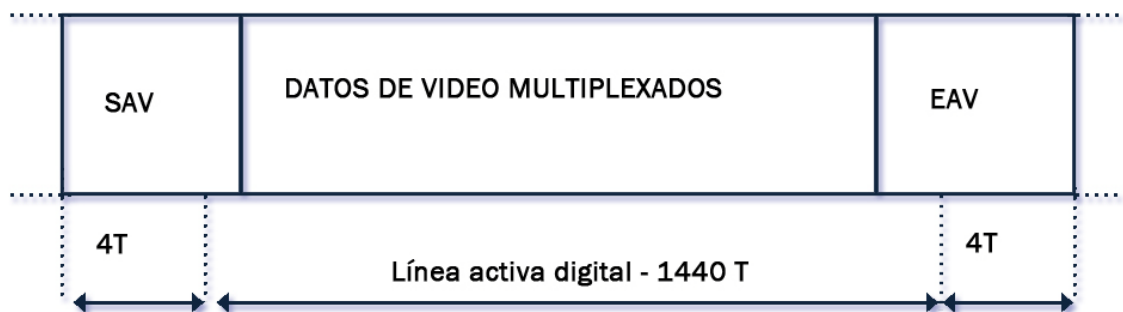 SAV
DATOS DE VIDEO MULTIPLEXADOS
EAV
4T
Línea activa digital - 1440 T
4T